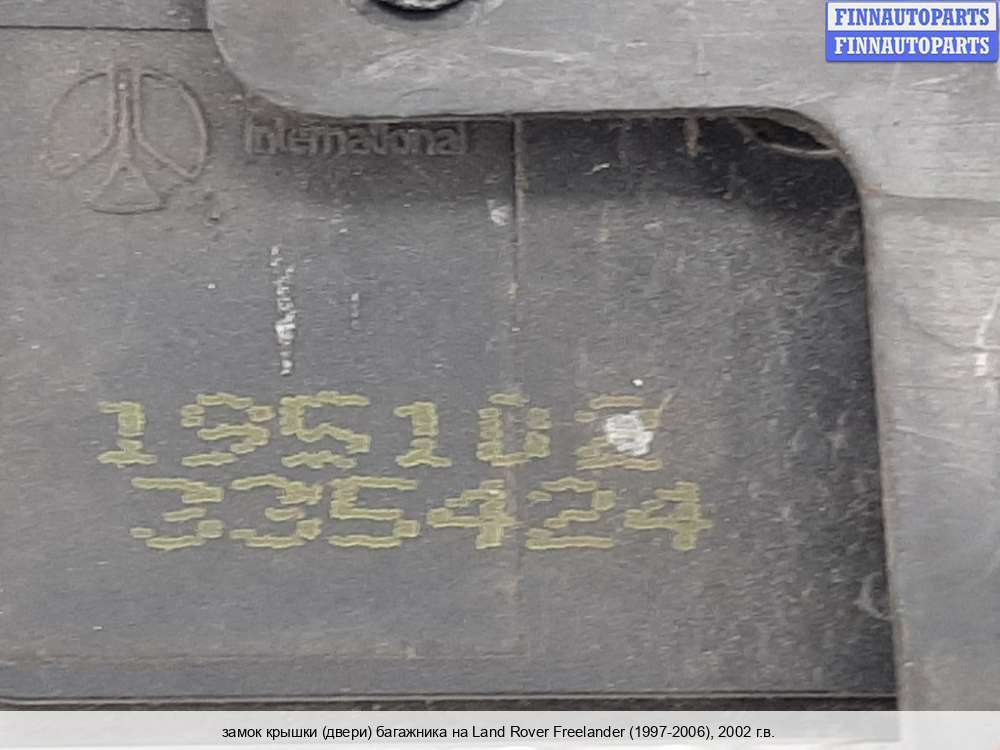 FINNAUTOPARTS
FINNAUTOPARTS
International
195102
335424
замок крышки (двери) багажника на Land Rover Freelander (1997-2006), 2002 г.в.